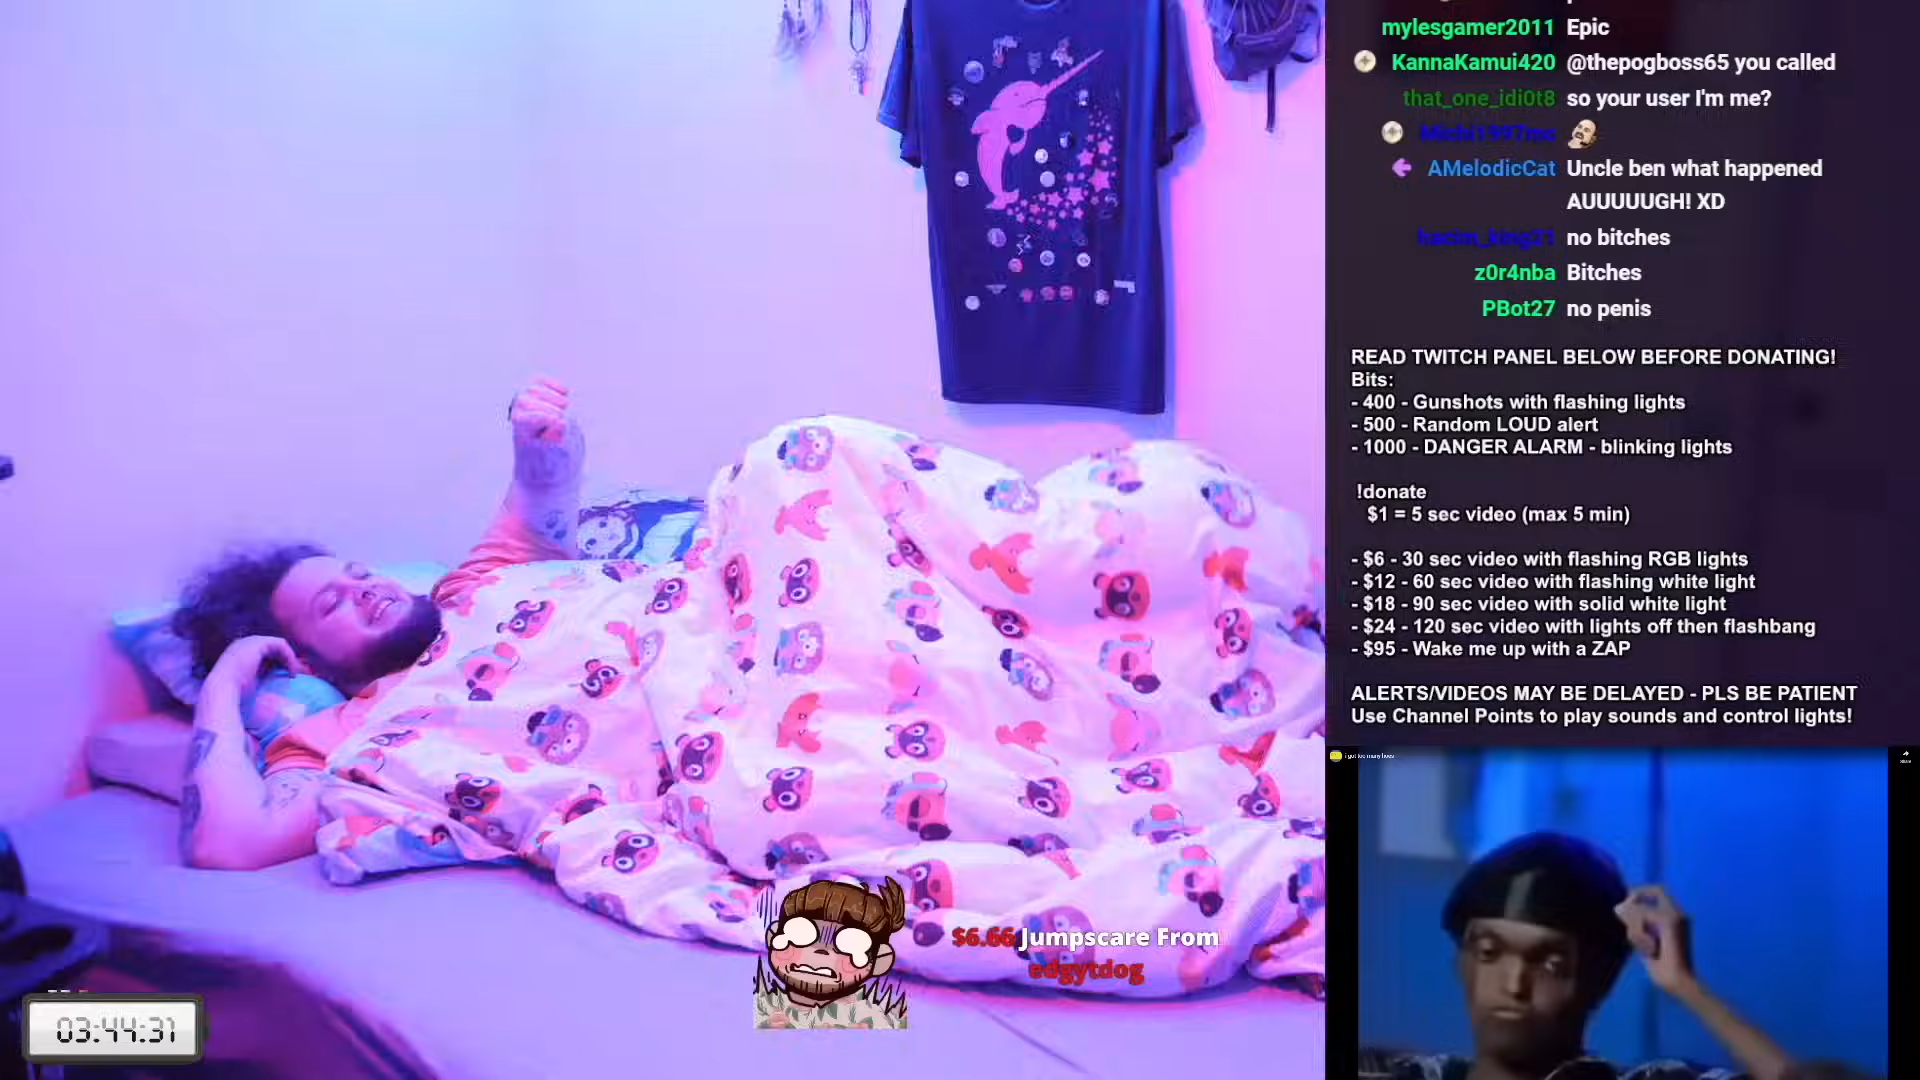 mylesgamer2011 Epic
KannaKamui420 @thepogboss65 you called
that_one_idi0t8 so your user I'm me?
Michi1997mc
AMelodicCat Uncle ben what happened
AUUUUUGH! XD
hasim_king21 no bitches
z0r4nba Bitches
PBot27 no penis
READ TWITCH PANEL BELOW BEFORE DONATING!
Bits:
- 400 - Gunshots with flashing lights
- 500 - Random LOUD alert
- 1000 - DANGER ALARM - blinking lights
!donate
$1 = 5 sec video (max 5 min)
- $6 - 30 sec video with flashing RGB lights
- $12 - 60 sec video with flashing white light
- $18 - 90 sec video with solid white light
- $24 - 120 sec video with lights off then flashbang
- $95 - Wake me up with a ZAP
ALERTS/VIDEOS MAY BE DELAYED - PLS BE PATIENT
Use Channel Points to play sounds and control lights!
i got too many hoes
$6.66 Jumpscare From
edgytdog
03:44:31